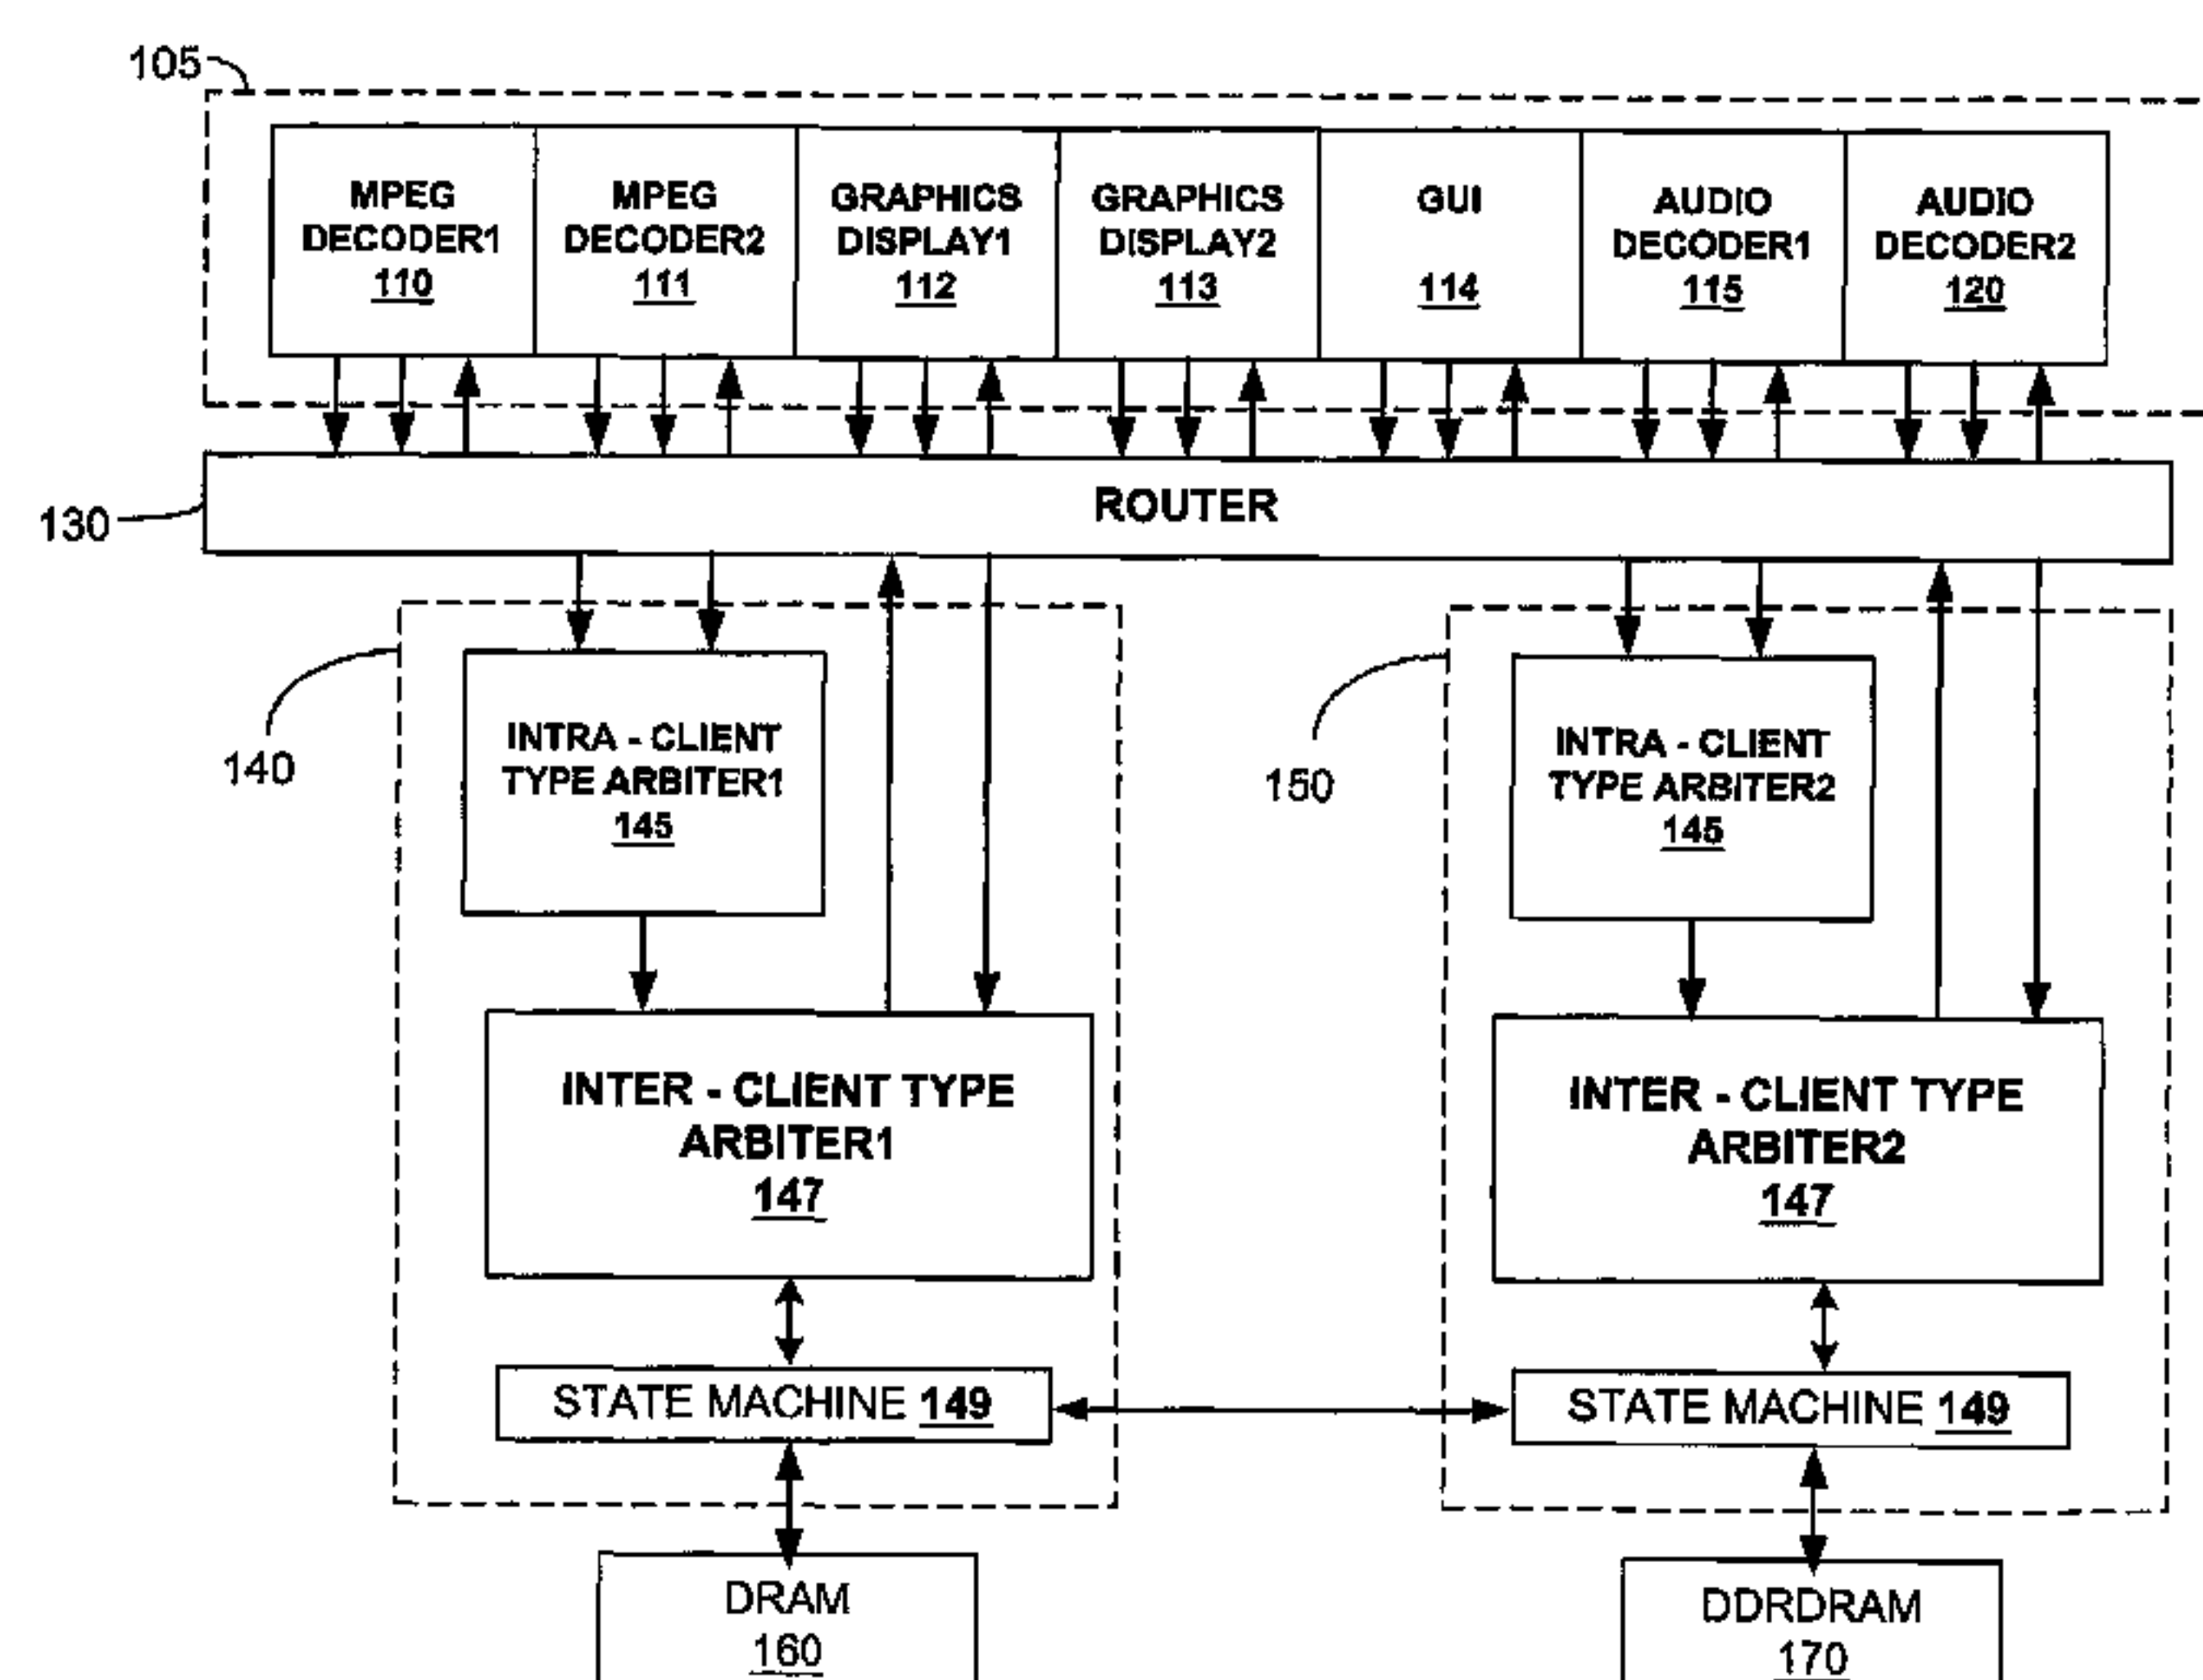 105
MPEG
DECODER1
110
MPEG
DECODER2
111
GRAPHICS
DISPLAY1
112
GRAPHICS
DISPLAY2
113
GUI
114
AUDIO
DECODER1
115
AUDIO
DECODER2
120
130
ROUTER
140
INTRA - CLIENT
TYPE ARBITER1
145
150
INTRA - CLIENT
TYPE ARBITER2
145
INTER - CLIENT TYPE
ARBITER1
147
INTER - CLIENT TYPE
ARBITER2
147
STATE MACHINE 149
STATE MACHINE 149
DRAM
160
DDRDRAM
170